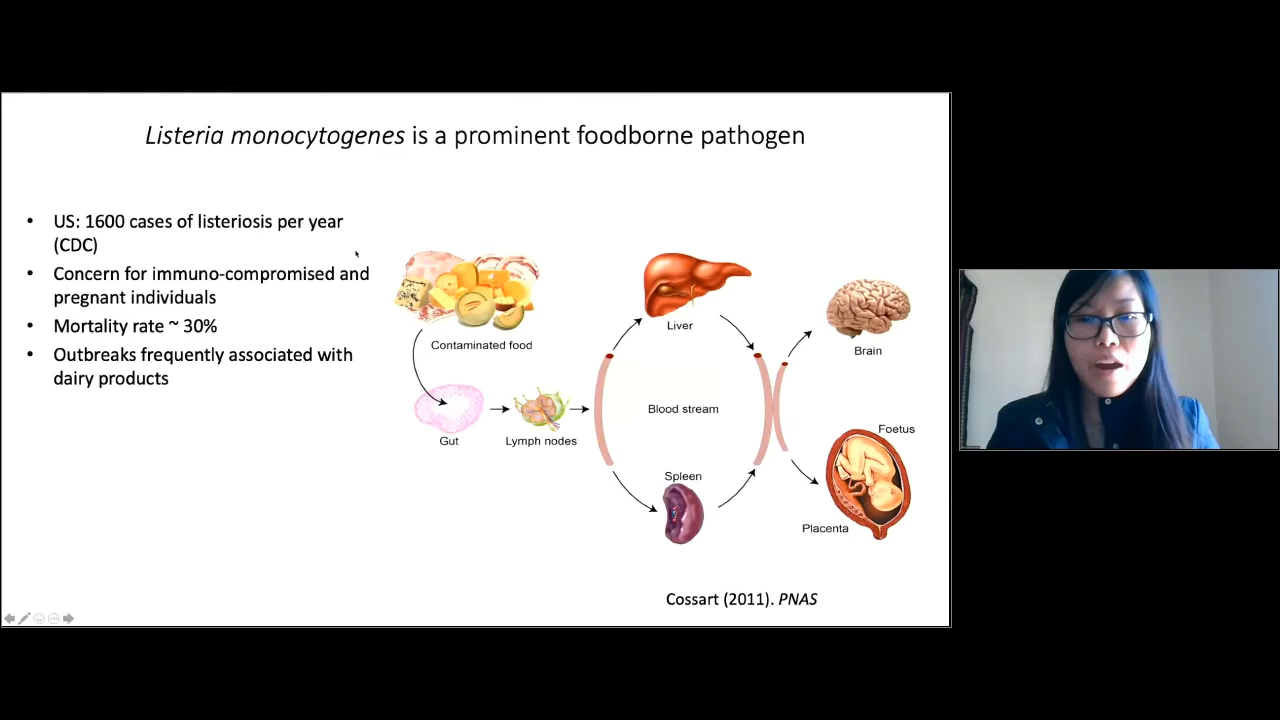 Listeria monocytogenes is a prominent foodborne pathogen
• US: 1600 cases of listeriosis per year
(CDC)
• Concern for immuno-compromised and
pregnant individuals
• Mortality rate ~ 30%
• Outbreaks frequently associated with
dairy products
Contaminated food
Gut
Lymph nodes
Liver
Blood stream
Spleen
Brain
Foetus
Placenta
Cossart (2011). PNAS